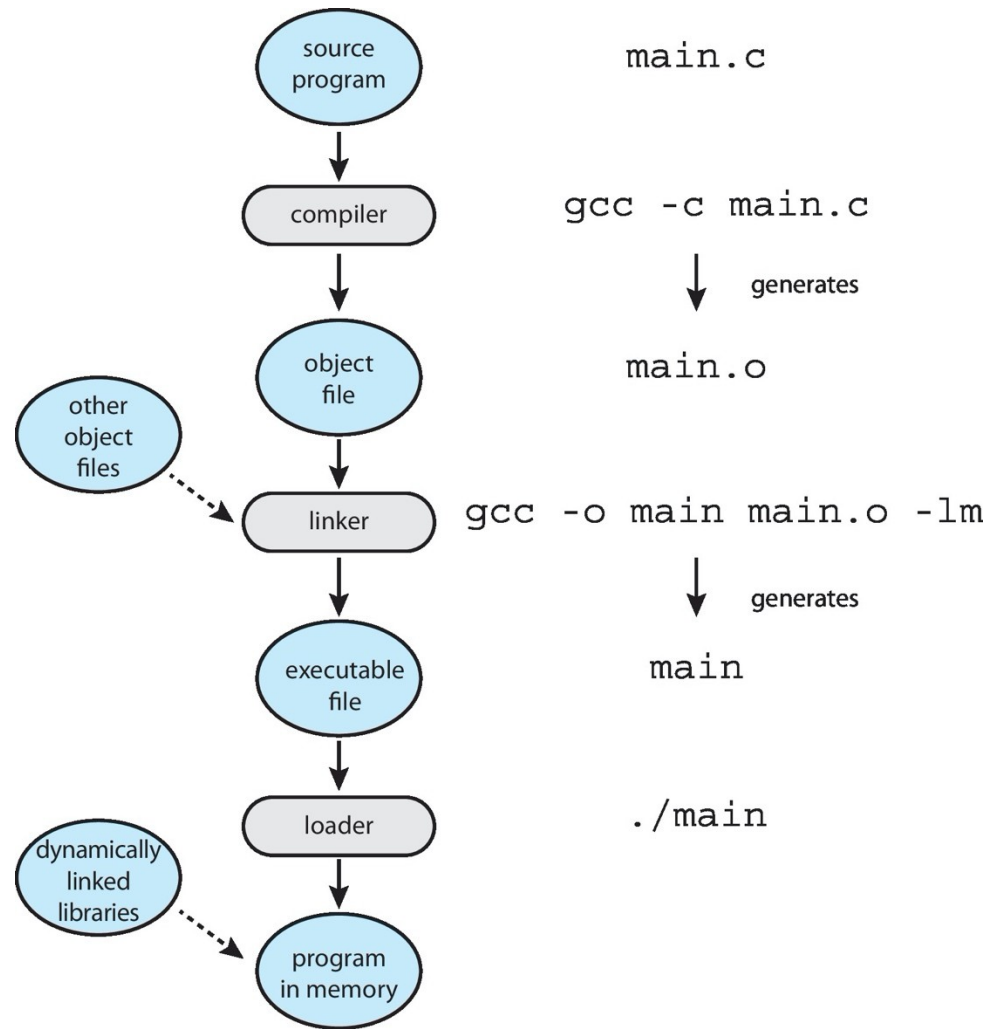 source
program
main.c
compiler
gcc -c main.c
generates
object
file
main.o
other
object
files
linker
gcc -o main main.o -lm
generates
executable
file
main
loader
./main
dynamically
linked
libraries
program
in memory